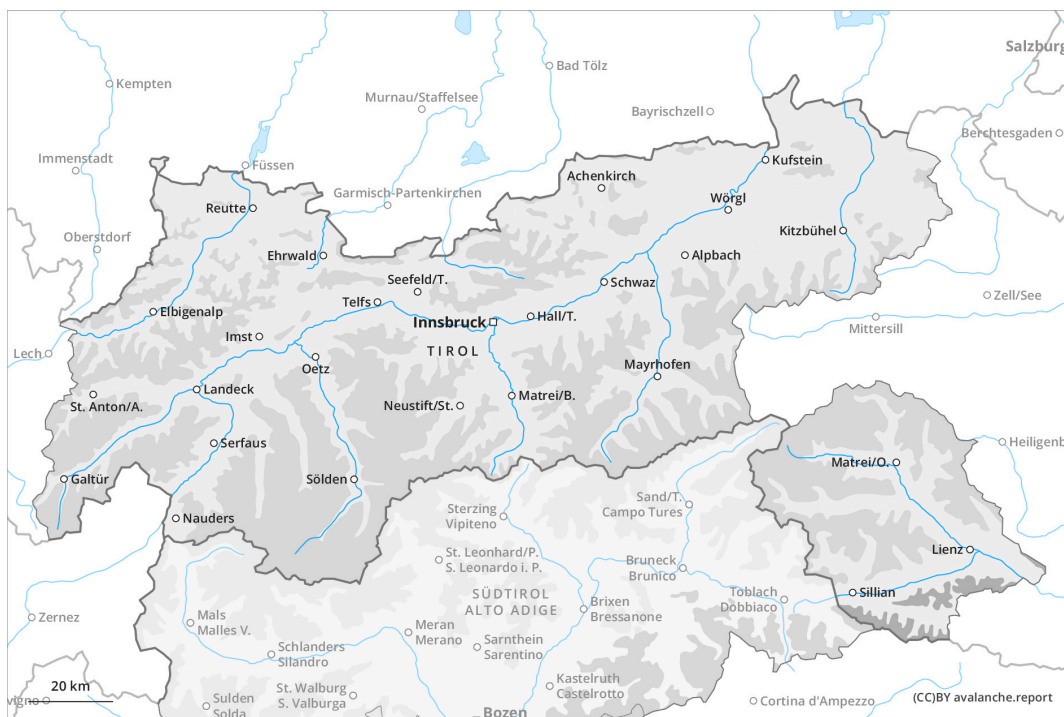 Salzburg
Kempten
Bad Tölz
Murnau/Staffelsee
Bayrischzell
Berchtesgaden
Immenstadt
Füssen
Kufstein
Achenkirch
Garmisch-Partenkirchen
Wörgl
Reutte
Kitzbühel
Oberstdorf
Ehrwald
Alpbach
Seefeld/T.
Schwaz
Zell/See
Telfs
Elbigenalp
Innsbruck
Hall/T.
Mittersill
Imst
TIROL
Lech
Oetz
Mayrhofen
Landeck
St. Anton/A.
Neustift/St.
Matrei/B.
Serfaus
Heiligenb
Matrei/O.
Galtür
Sölden
Sand/T.
Campo Tures
Sterzing
Vipiteno
Nauders
Lienz
St. Leonhard/P.
S. Leonardo i. P.
Bruneck
Brunico
SÜDTIROL
ALTO ADIGE
Toblach
Dobbiaco
Sillian
Brixen
Bressanone
Zernez
Mals
Malles V.
Meran
Merano
Sarnthein
Sarentino
Schlanders
Silandro
Kastelruth
Castelrotto
20 km
vigno
St. Walburg
S. Valburga
Sulden
Solda
Cortina d'Ampezzo
(CC)BY avalanche.report
Bozen